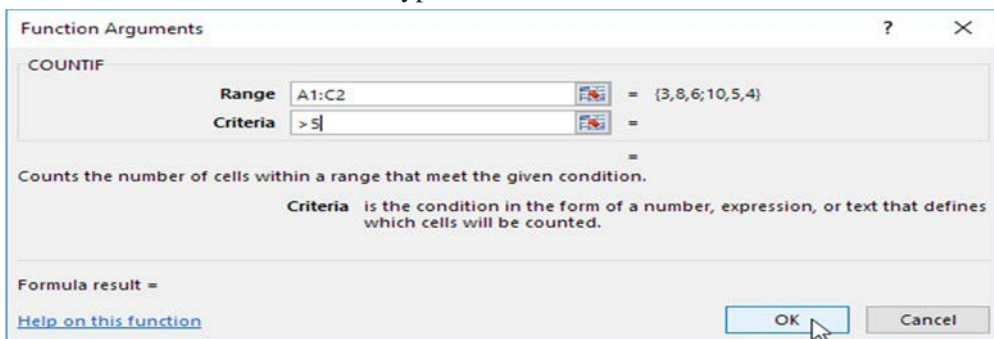 Function Arguments ? ×
COUNTIF
Range A1:C2 = {3,8,6;10,5,4}
Criteria >5 =
=
Counts the number of cells within a range that meet the given condition.
Criteria is the condition in the form of a number, expression, or text that defines
which cells will be counted.
Formula result =
Help on this function OK Cancel